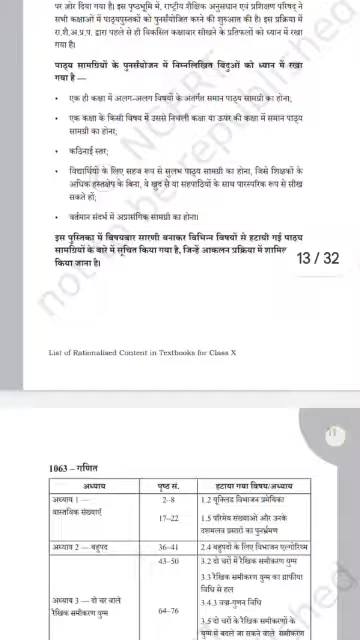 पर ज़ोर दिया गया है। इस पृष्ठभूमि में, राष्ट्रीय शैक्षिक अनुसंधान एवं प्रशिक्षण परिषद ने
सभी कक्षाओं में पाठ्यपुस्तकों को पुनर्संयोजित करने की शुरुआत की है। इस प्रक्रिया में
रा.शै.अ.प्र.प. द्वारा पहले से ही विकसित कक्षावार सीखने के प्रतिफलों को ध्यान में रखा
गया है।
पाठ्य सामग्रियों के पुनर्संयोजन में निम्नलिखित बिंदुओं को ध्यान में रखा
गया है —
• एक ही कक्षा में अलग-अलग विषयों के अंतर्गत समान पाठ्य सामग्री का होना;
• एक कक्षा के किसी विषय में उससे निचली कक्षा या ऊपर की कक्षा में समान पाठ्य
सामग्री का होना;
• कठिनाई स्तर;
• विद्यार्थियों के लिए सहज रूप से सुलभ पाठ्य सामग्री का होना, जिसे शिक्षकों के
अधिक हस्तक्षेप के बिना, वे खुद से या सहपाठियों के साथ पारस्परिक रूप से सीख
सकते हों;
• वर्तमान संदर्भ में अप्रासंगिक सामग्री का होना।
इस पुस्तिका में विषयवार सारणी बनाकर विभिन्न विषयों से हटायी गई पाठ्य
सामग्रियों के बारे में सूचित किया गया है, जिन्हें आकलन प्रक्रिया में शामिल
किया जाना है।
13 / 32
List of Rationalised Content in Textbooks for Class X
11
1063 – गणित
अध्याय पृष्ठ सं. हटाया गया विषय/अध्याय
अध्याय 1 — 2–8 1.2 यूक्लिड विभाजन प्रमेयिका
वास्तविक संख्याएँ 17–22 1.5 परिमेय संख्याओं और उनके
दशमलव प्रसारों का पुनर्भ्रमण
अध्याय 2 — बहुपद 36–41 2.4 बहुपदों के लिए विभाजन एल्गोरिथ्म
43–50 3.2 दो चरों में रैखिक समीकरण युग्म
3.3 रैखिक समीकरण युग्म का ग्राफीय
विधि से हल
अध्याय 3 — दो चर वाले
रैखिक समीकरण युग्म 64–76 3.4.3 वज्र-गुणन विधि
3.5 दो चरों के रैखिक समीकरणों के
युग्म में बदले जा सकने वाले समीकरण